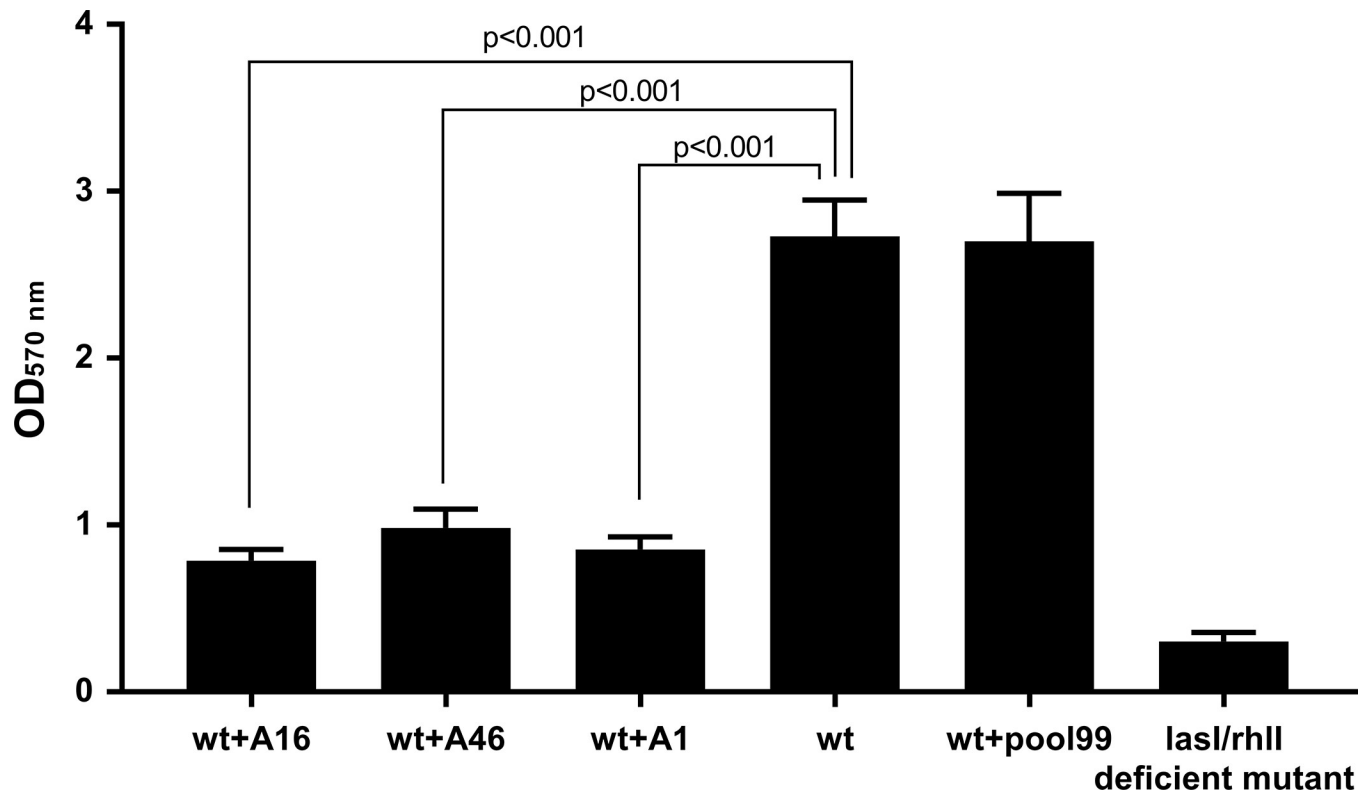 4
p<0.001
p<0.001
p<0.001
3
2
1
0
OD570 nm
wt+A16
wt+A46
wt+A1
wt
wt+pool99
lasI/rhlI
deficient mutant